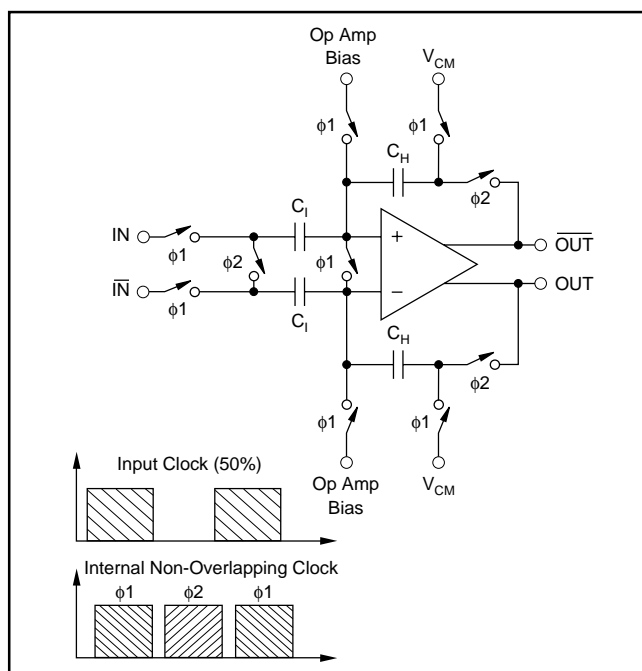 Op Amp
Bias
V_CM
φ1
φ1
C_H
φ2
IN
φ1
C_I
φ2
φ1
+
OUT̅
I̅N̅
φ1
C_I
−
OUT
C_H
φ2
φ1
φ1
Op Amp
Bias
V_CM
Input Clock (50%)
Internal Non-Overlapping Clock
φ1 φ2 φ1